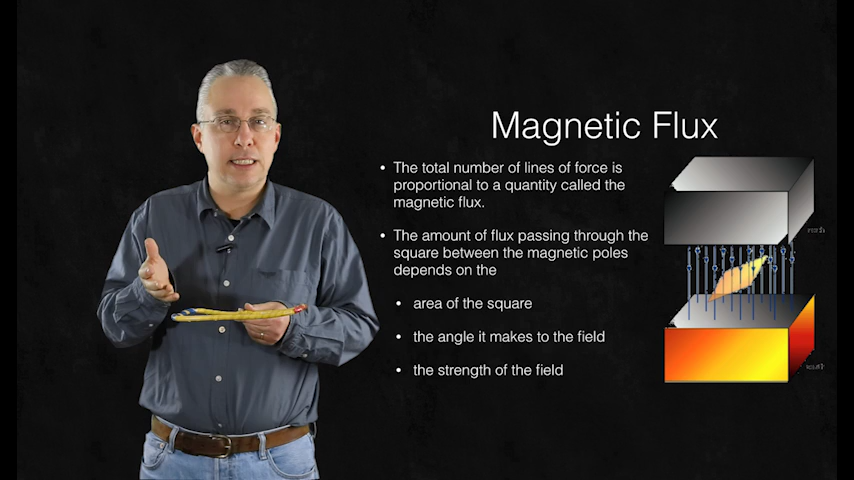 Magnetic Flux
• The total number of lines of force is
proportional to a quantity called the
magnetic flux.
• The amount of flux passing through the
square between the magnetic poles
depends on the
• area of the square
• the angle it makes to the field
• the strength of the field